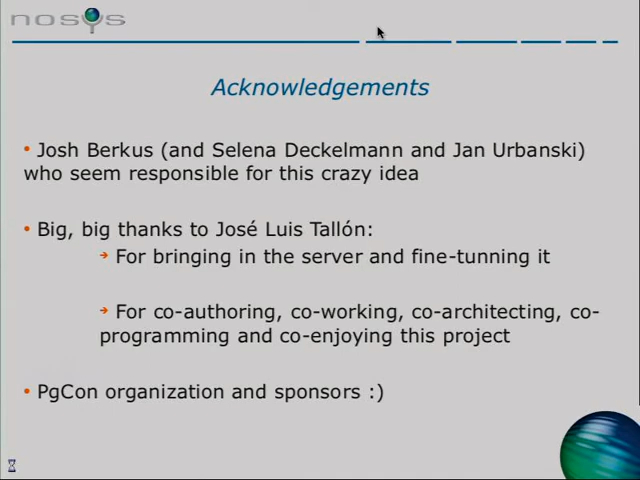 nosys
Acknowledgements
• Josh Berkus (and Selena Deckelmann and Jan Urbanski)
who seem responsible for this crazy idea
• Big, big thanks to José Luis Tallón:
➔ For bringing in the server and fine-tunning it
➔ For co-authoring, co-working, co-architecting, co-
programming and co-enjoying this project
• PgCon organization and sponsors :)